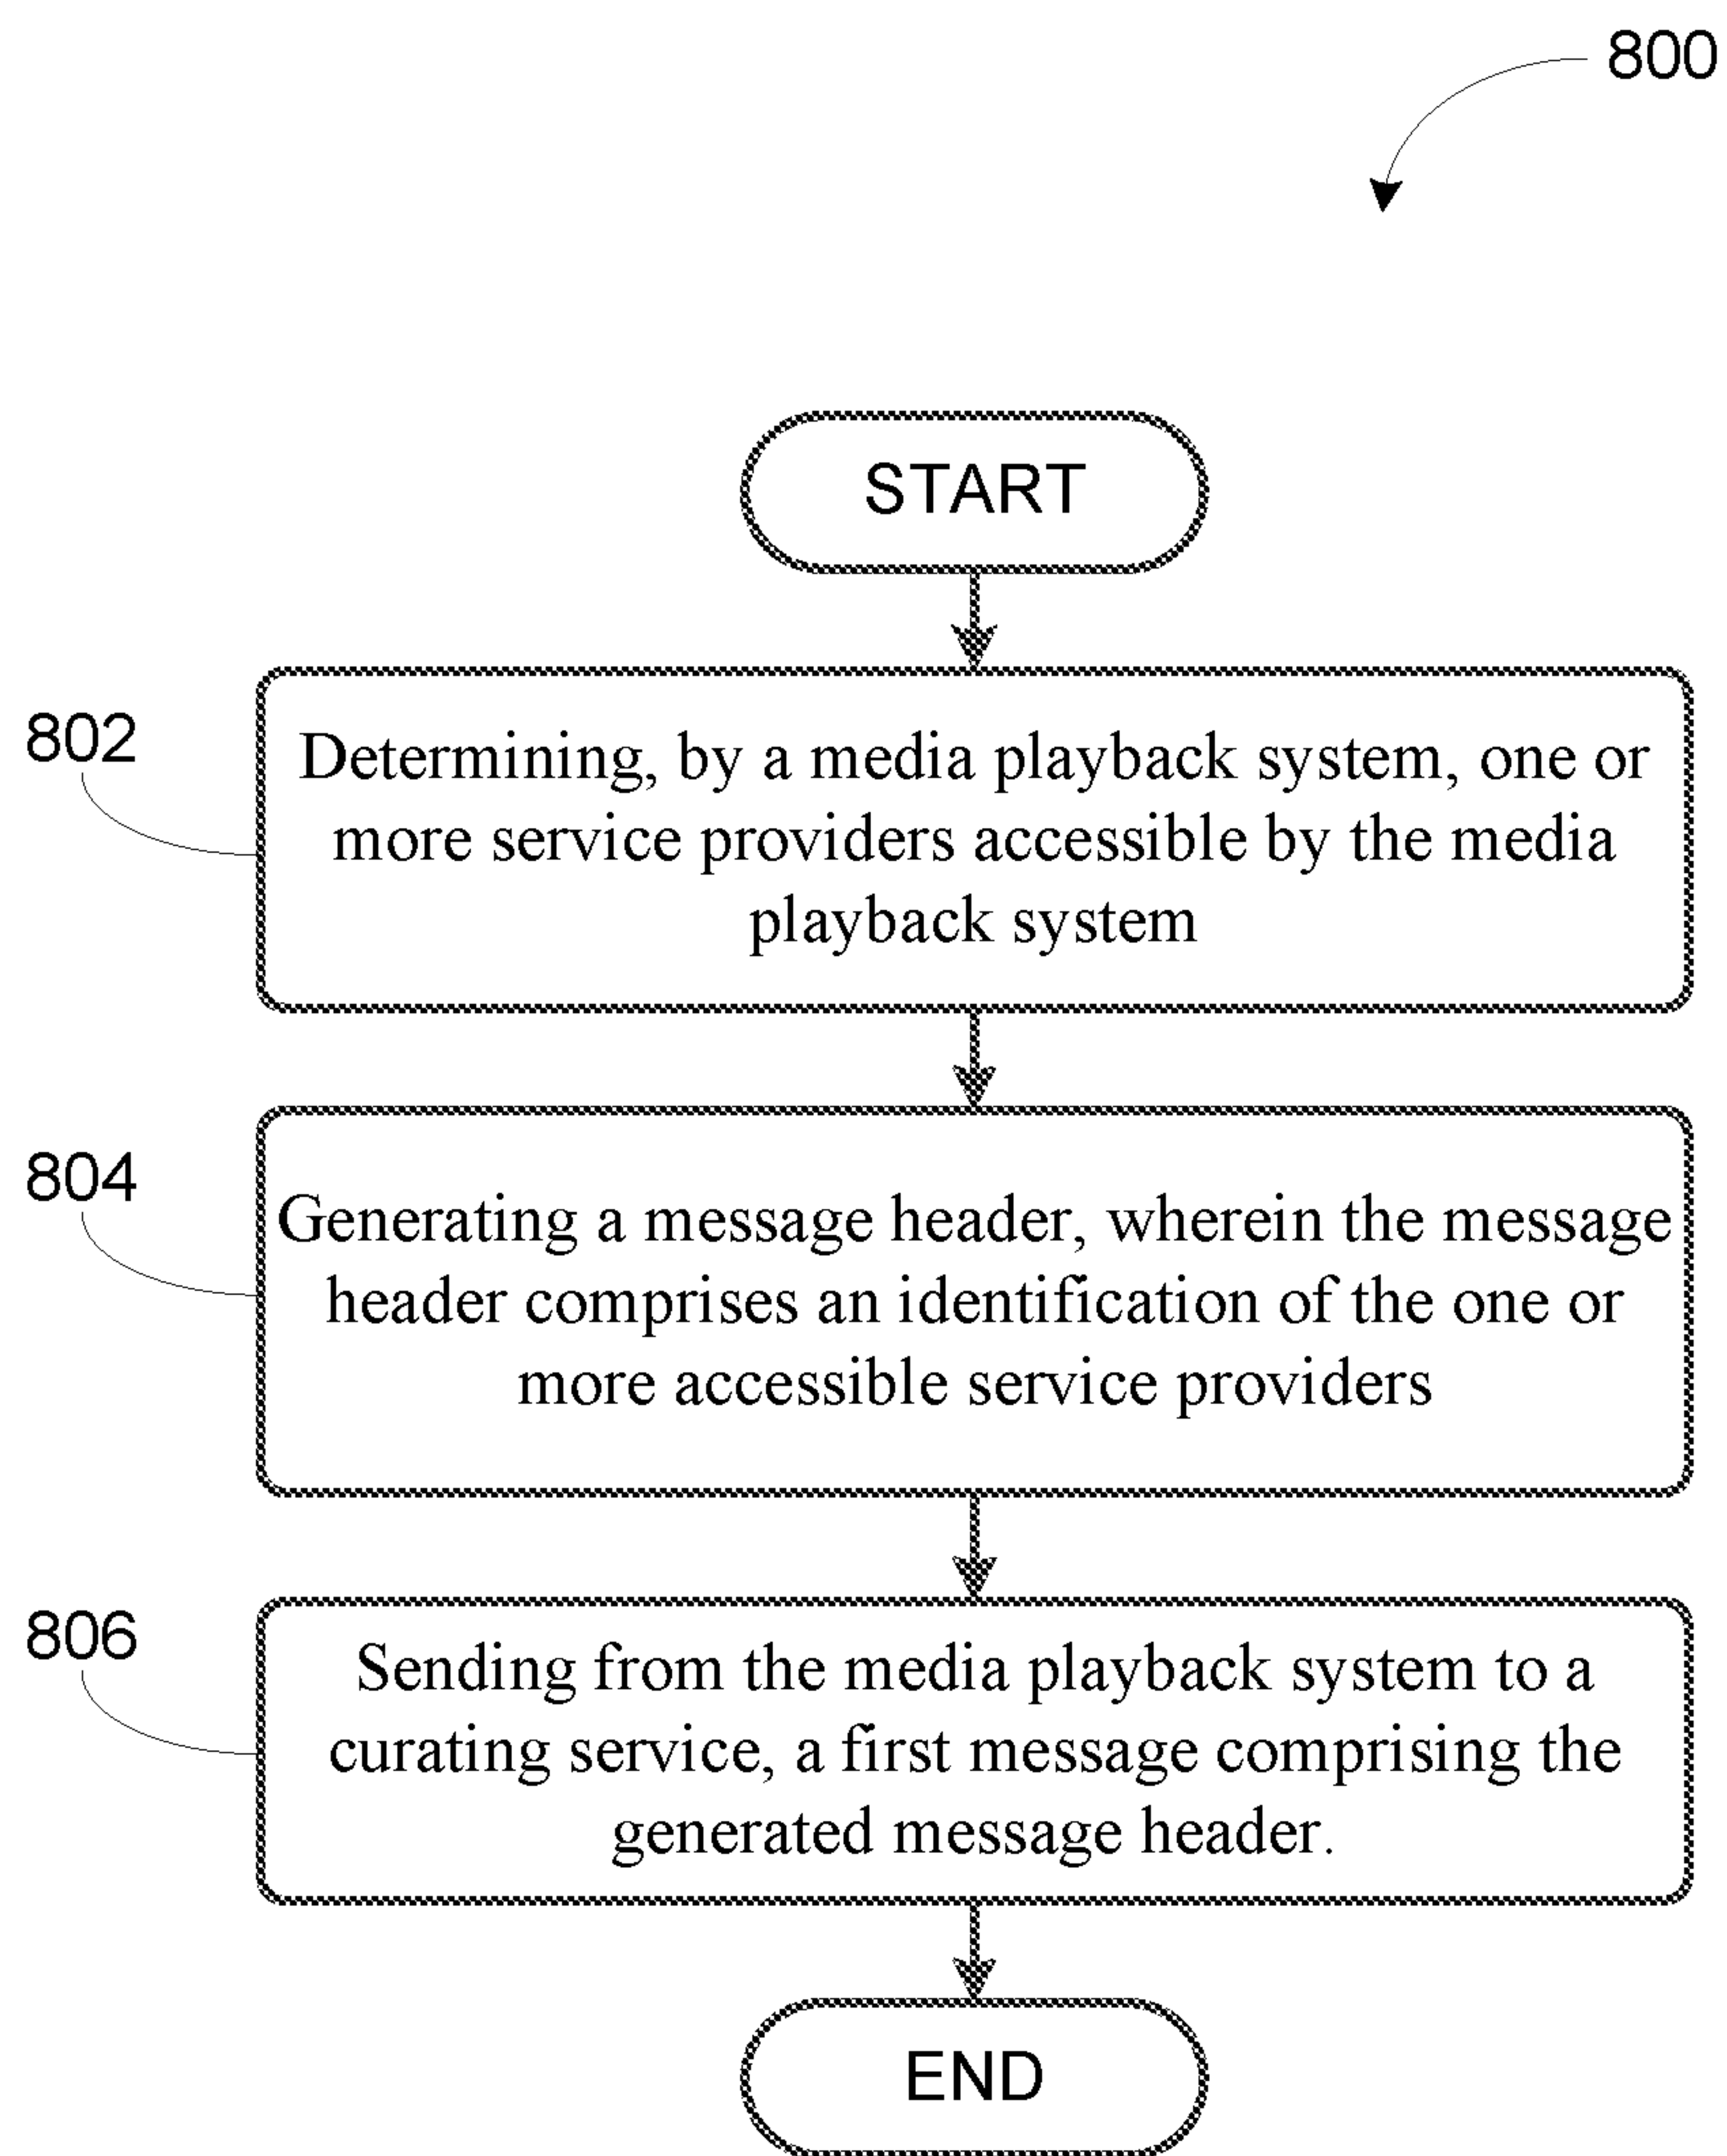 800
START
802
Determining, by a media playback system, one or
more service providers accessible by the media
playback system
804
Generating a message header, wherein the message
header comprises an identification of the one or
more accessible service providers
806
Sending from the media playback system to a
curating service, a first message comprising the
generated message header.
END